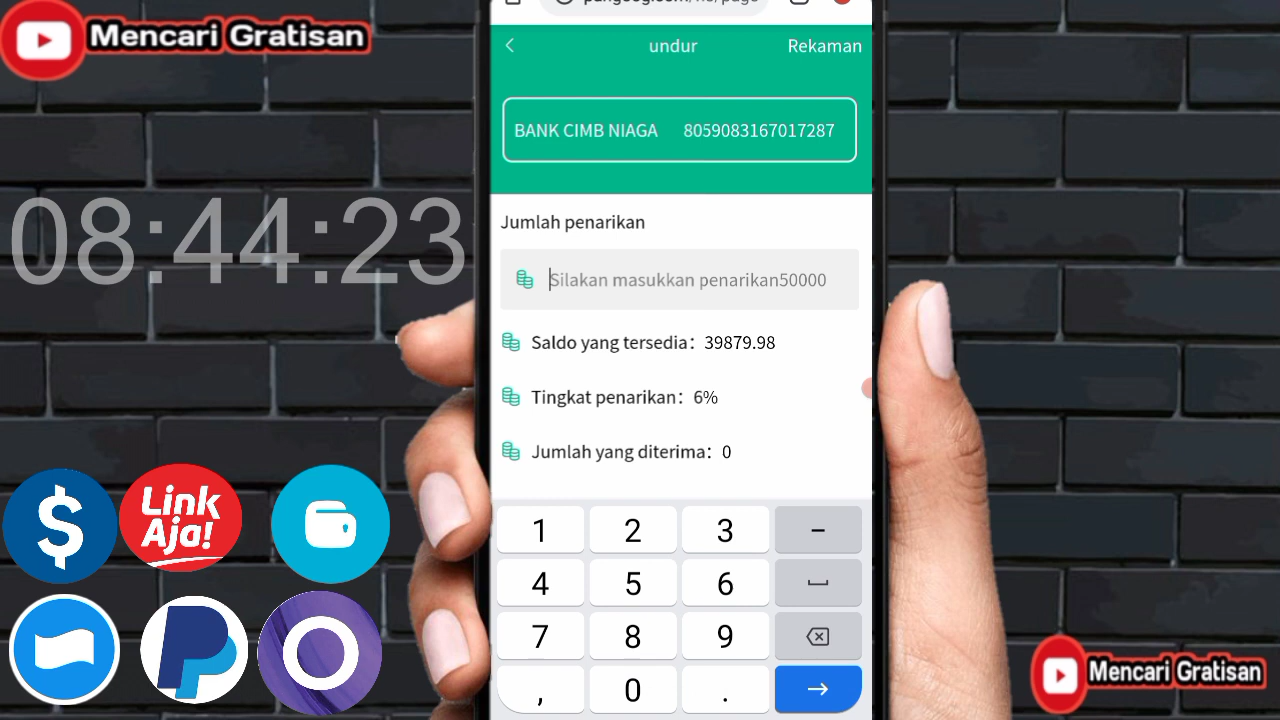 Mencari Gratisan
undur
Rekaman
BANK CIMB NIAGA 8059083167017287
08:44:23
Jumlah penarikan
Silakan masukkan penarikan50000
Saldo yang tersedia: 39879.98
Tingkat penarikan: 6%
Jumlah yang diterima: 0
$
Link
Aja!
1 2 3 –
4 5 6
7 8 9
, 0 .
Mencari Gratisan